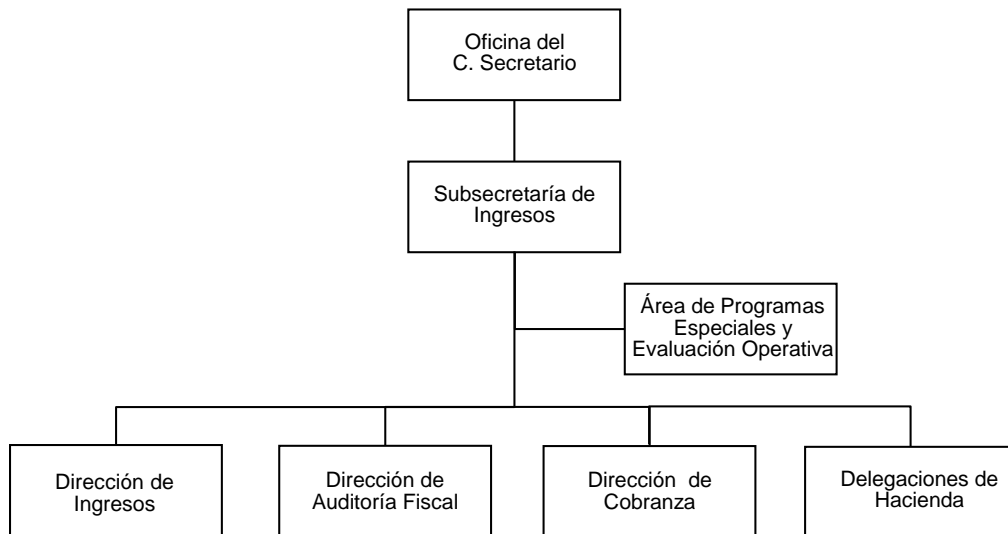 Oficina del
C. Secretario
Subsecretaría de
Ingresos
Área de Programas
Especiales y
Evaluación Operativa
Dirección de
Ingresos
Dirección de
Auditoría Fiscal
Dirección de
Cobranza
Delegaciones de
Hacienda